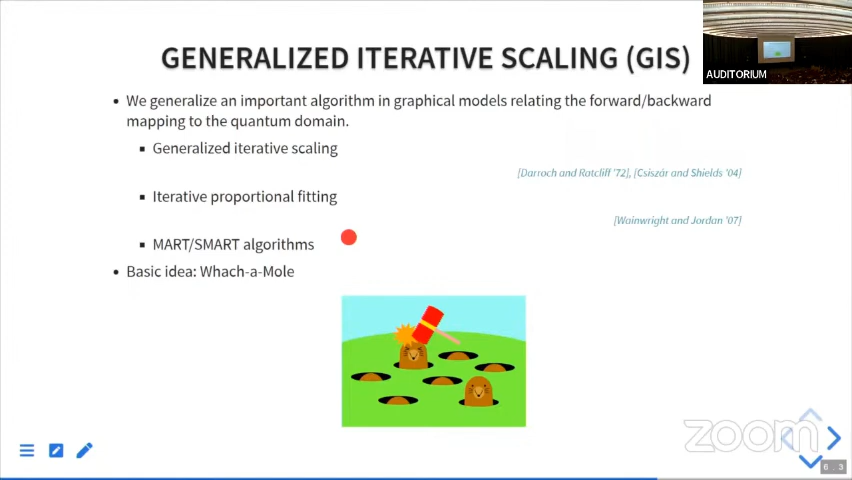 GENERALIZED ITERATIVE SCALING (GIS)
AUDITORIUM
• We generalize an important algorithm in graphical models relating the forward/backward
mapping to the quantum domain.
▪ Generalized iterative scaling
[Darroch and Ratcliff '72], [Csiszár and Shields '04]
▪ Iterative proportional fitting
[Wainwright and Jordan '07]
▪ MART/SMART algorithms
• Basic idea: Whach-a-Mole
zoom
6.3